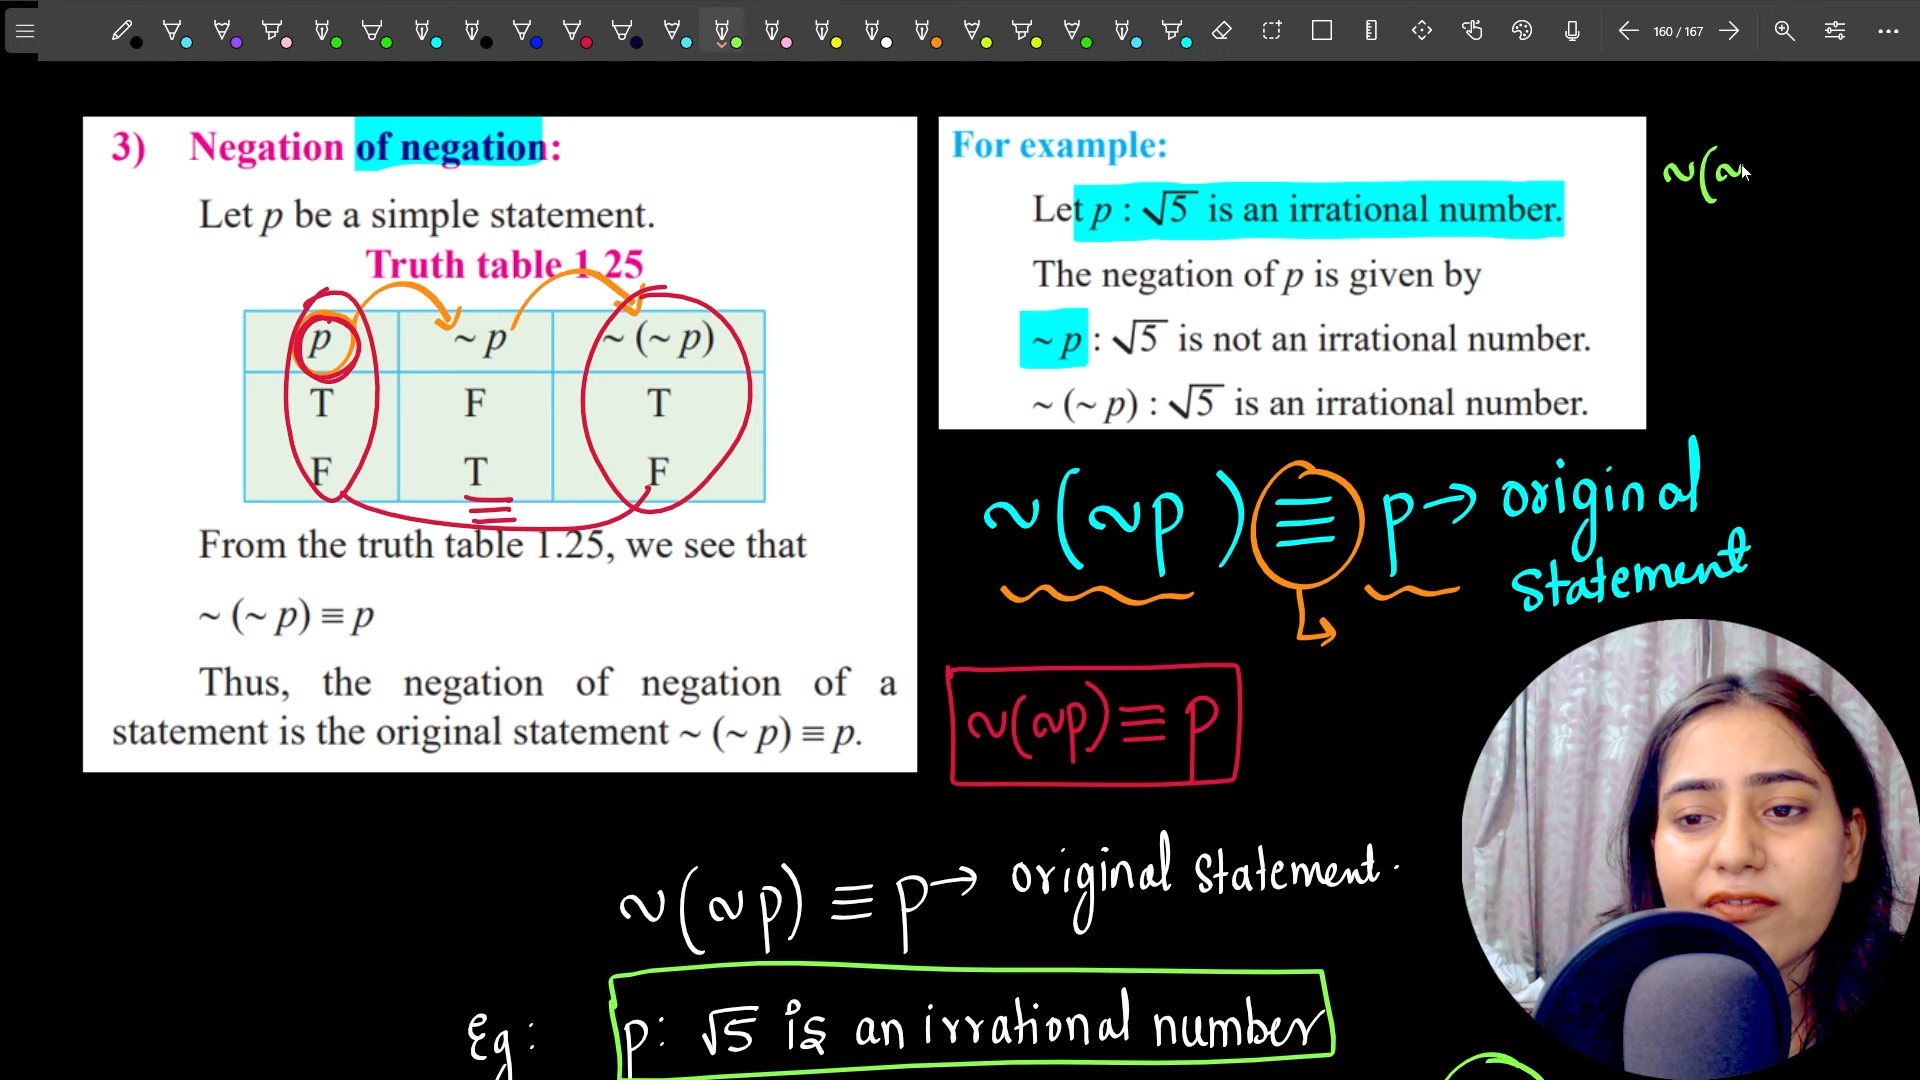 160 / 167
3) Negation of negation:
Let p be a simple statement.
Truth table 1.25
p ~ p ~ (~ p)
T F T
F T F
≡
From the truth table 1.25, we see that
~ (~ p) ≡ p
Thus, the negation of negation of a
statement is the original statement ~ (~ p) ≡ p.
For example:
Let p : √5 is an irrational number.
The negation of p is given by
~ p : √5 is not an irrational number.
~ (~ p) : √5 is an irrational number.
~(~
~(~p) ≡ p → original
statement
~(~p) ≡ p
~(~p) ≡ p → original statement.
Eg: p: √5 is an irrational number